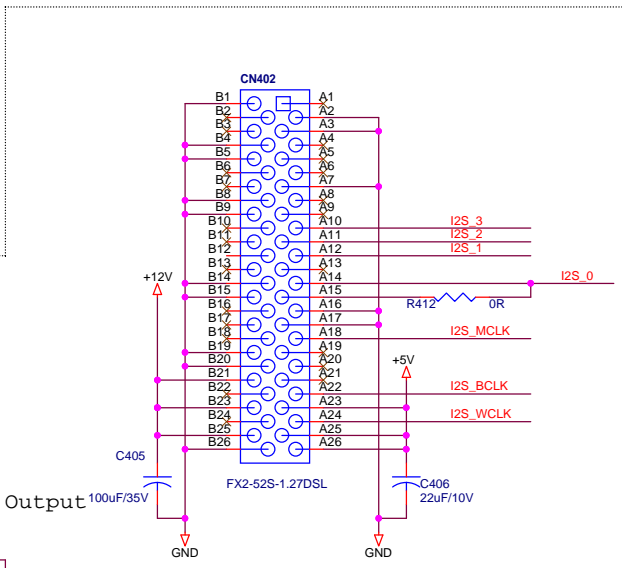 CN402
B1 A1
B2 A2
B3 A3
B4 A4
B5 A5
B6 A6
B7 A7
B8 A8
B9 A9
B10 A10 I2S_3
B11 A11 I2S_2
B12 A12 I2S_1
B13 A13
+12V B14 A14 I2S_0
B15 A15 R412 0R
B16 A16
B17 A17
B18 A18 I2S_MCLK
B19 A19
B20 A20 +5V
B21 A21
B22 A22 I2S_BCLK
B23 A23
B24 A24 I2S_WCLK
B25 A25
B26 A26
C405
FX2-52S-1.27DSL C406
Output 100uF/35V 22uF/10V
GND GND